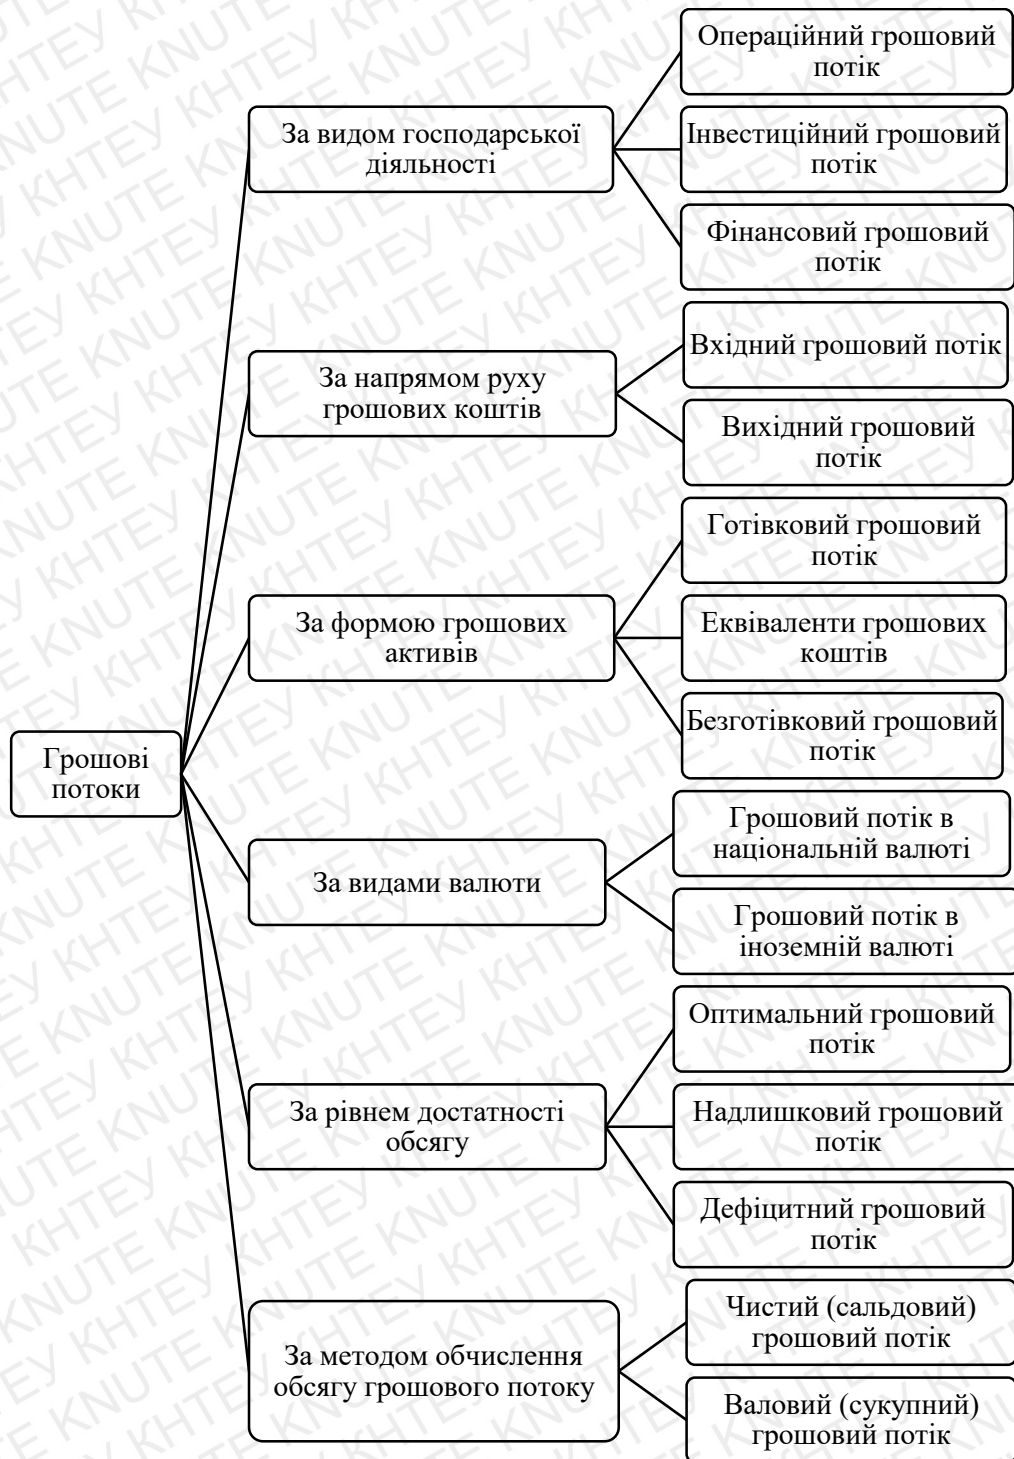 Грошові
потоки
За видом господарської
діяльності
Операційний грошовий
потік
Інвестиційний грошовий
потік
Фінансовий грошовий
потік
За напрямом руху
грошових коштів
Вхідний грошовий потік
Вихідний грошовий
потік
За формою грошових
активів
Готівковий грошовий
потік
Еквіваленти грошових
коштів
Безготівковий грошовий
потік
За видами валюти
Грошовий потік в
національній валюті
Грошовий потік в
іноземній валюті
За рівнем достатності
обсягу
Оптимальний грошовий
потік
Надлишковий грошовий
потік
Дефіцитний грошовий
потік
За методом обчислення
обсягу грошового потоку
Чистий (сальдовий)
грошовий потік
Валовий (сукупний)
грошовий потік